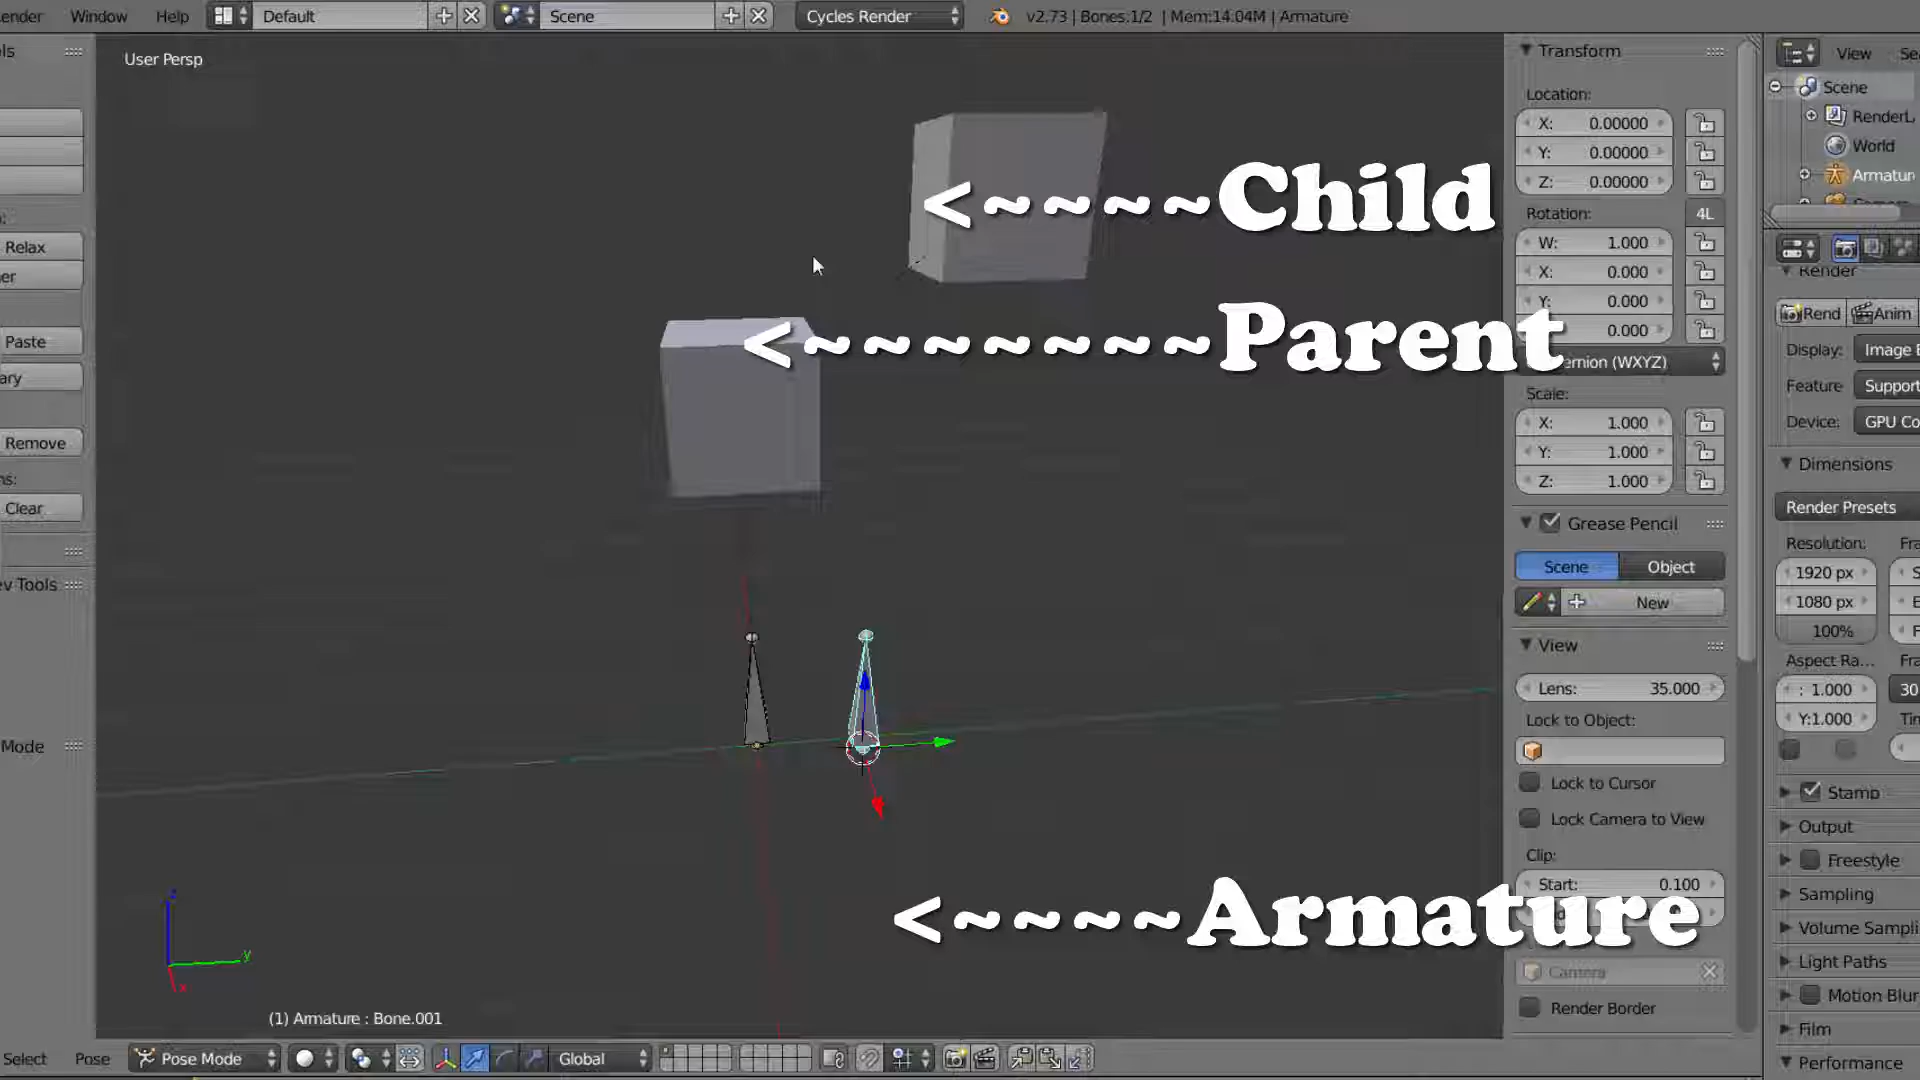 ender Window Help Default Scene Cycles Render v2.73 | Bones:1/2 | Mem:14.04M | Armature
User Persp
Relax
er
Paste
ary
Remove
ns:
Clear
ev Tools
Mode
<~~~~Child
<~~~~~~~Parent
<~~~~Armature
z
y
x
(1) Armature : Bone.001
Select Pose Pose Mode Global
Transform
Location:
X: 0.00000
Y: 0.00000
Z: 0.00000
Rotation: 4L
W: 1.000
X: 0.000
Y: 0.000
0.000
ernion (WXYZ)
Scale:
X: 1.000
Y: 1.000
Z: 1.000
Grease Pencil
Scene Object
New
View
Lens: 35.000
Lock to Object:
Lock to Cursor
Lock Camera to View
Clip:
Start: 0.100
Camera
Render Border
View Sea
Scene
RenderL
World
Armatur
Render
Rend Anim
Display: Image E
Feature Support
Device: GPU Co
Dimensions
Render Presets
Resolution: Fra
1920 px
1080 px
100%
Aspect Ra... Fra
: 1.000 30
Y:1.000 Tin
Stamp
Output
Freestyle
Sampling
Volume Sampli
Light Paths
Motion Blur
Film
Performance